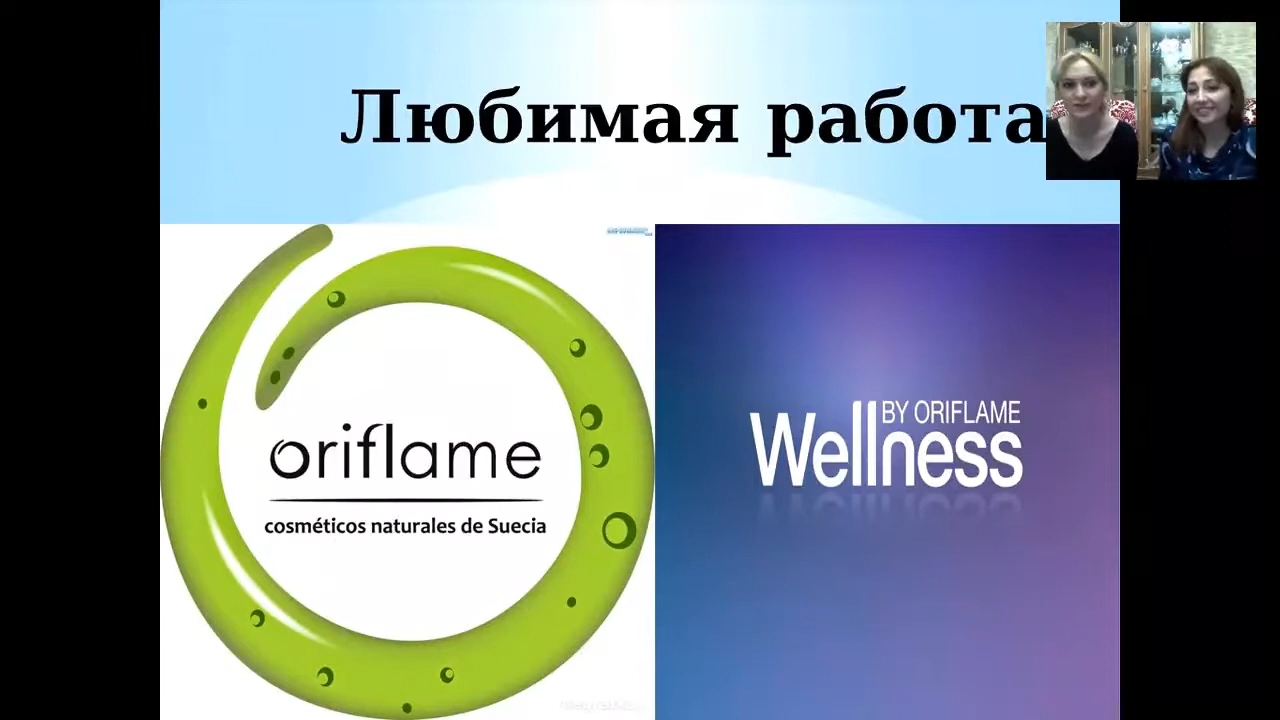 Любимая работа
oriflame
cosméticos naturales de Suecia
BY ORIFLAME
Wellness